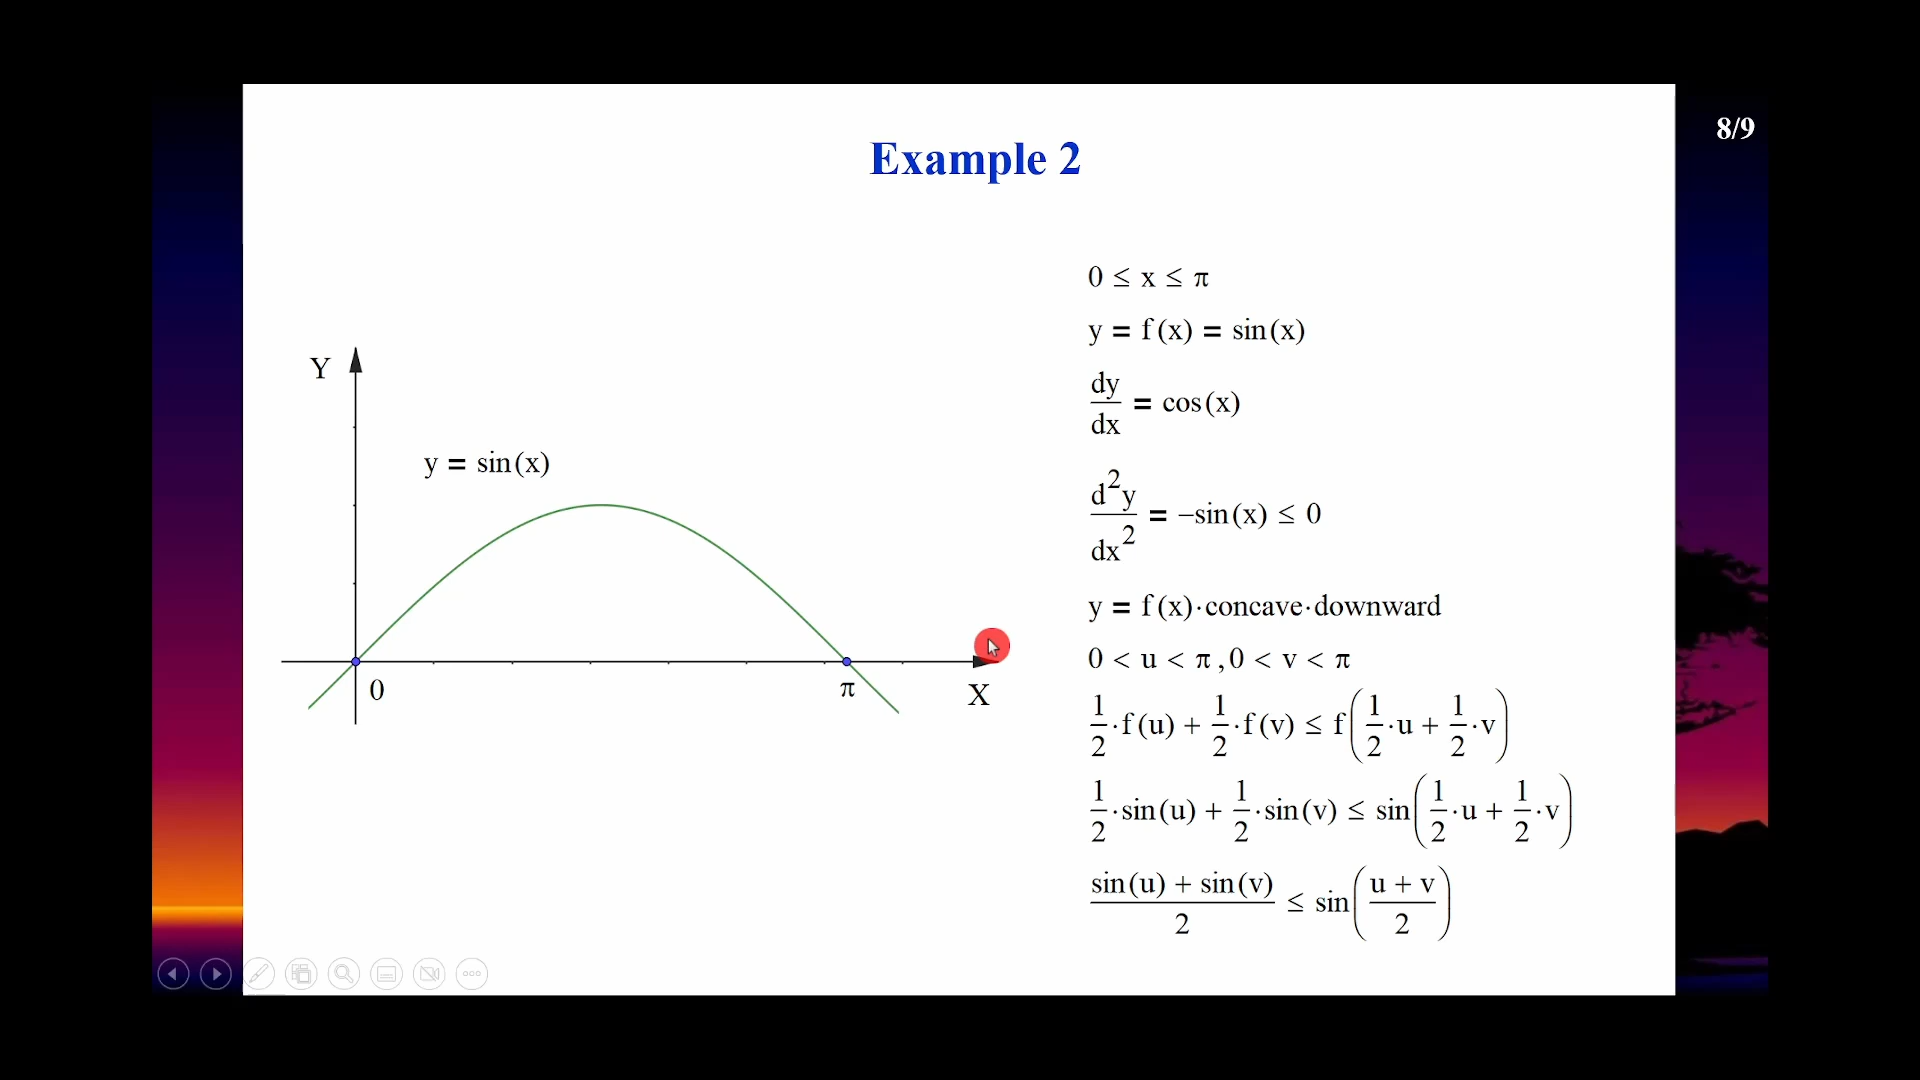 8/9
Example 2
0 ≤ x ≤ π
y = f(x) = sin(x)
dy/dx = cos(x)
d²y/dx² = –sin(x) ≤ 0
y = f(x)·concave·downward
0 < u < π , 0 < v < π
1/2·f(u) + 1/2·f(v) ≤ f(1/2·u + 1/2·v)
1/2·sin(u) + 1/2·sin(v) ≤ sin(1/2·u + 1/2·v)
(sin(u) + sin(v))/2 ≤ sin((u + v)/2)
Y
y = sin(x)
0
π
X